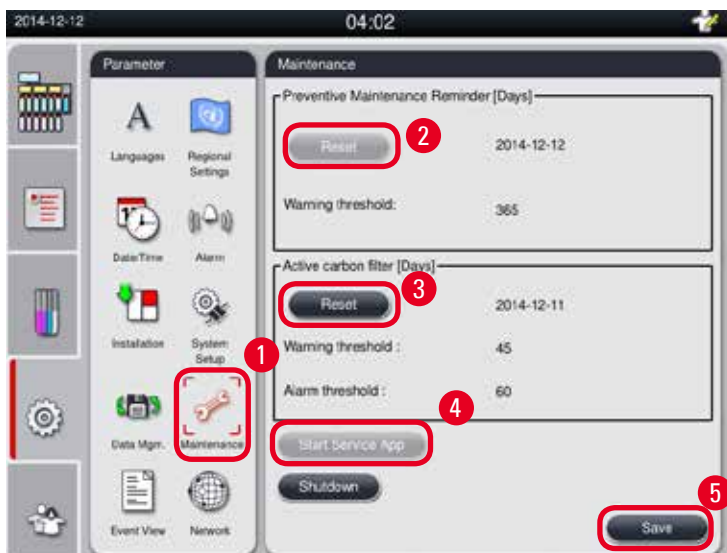 2014-12-12
04:02
Parameter
Languages
Regional
Settings
Date/Time
Alarm
Installation
System
Setup
Data Mgm.
Maintenance
Event View
Network
1
Maintenance
Preventive Maintenance Reminder [Days]
Reset
2
2014-12-12
Warning threshold:
365
Active carbon filter [Days]
Reset
3
2014-12-11
Warning threshold :
45
Alarm threshold :
60
4
Start Service App
Shutdown
5
Save